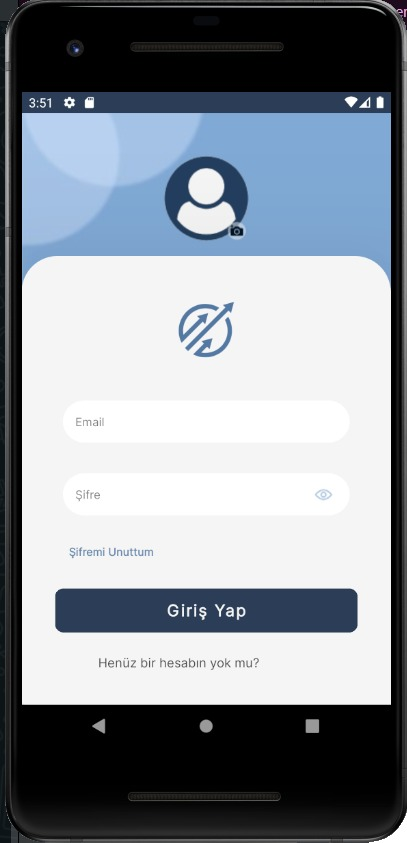 3:51
Email
Şifre
Şifremi Unuttum
Giriş Yap
Henüz bir hesabın yok mu?